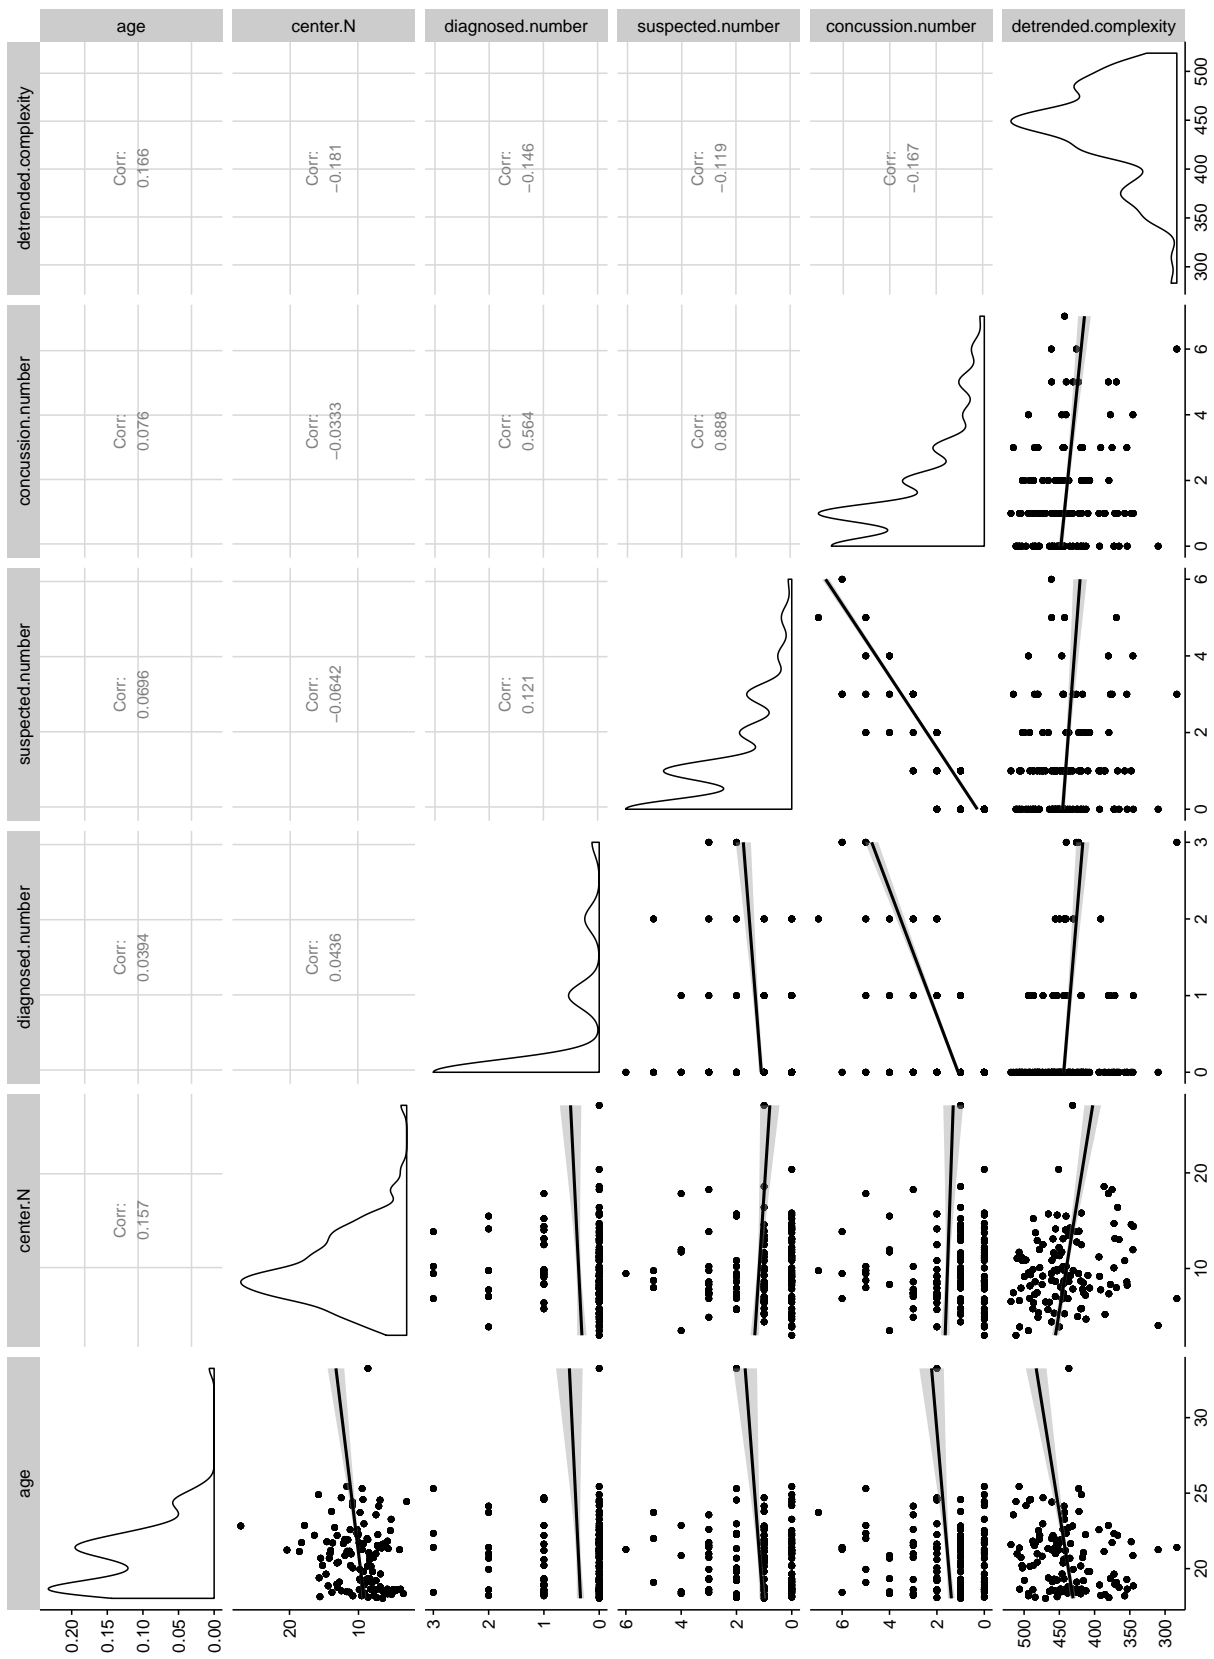 age
center.N
diagnosed.number
suspected.number
concussion.number
detrended.complexity
detrended.complexity
Corr:
0.166
Corr:
−0.181
Corr:
−0.146
Corr:
−0.119
Corr:
−0.167
300
350
400
450
500
concussion.number
Corr:
0.076
Corr:
−0.0333
Corr:
0.564
Corr:
0.888
0
2
4
6
suspected.number
Corr:
0.0696
Corr:
−0.0642
Corr:
0.121
0
2
4
6
diagnosed.number
Corr:
0.0394
Corr:
0.0436
0
1
2
3
center.N
Corr:
0.157
10
20
age
20
25
30
0.20
0.15
0.10
0.05
0.00
20
10
3
2
1
0
6
4
2
0
6
4
2
0
500
450
400
350
300